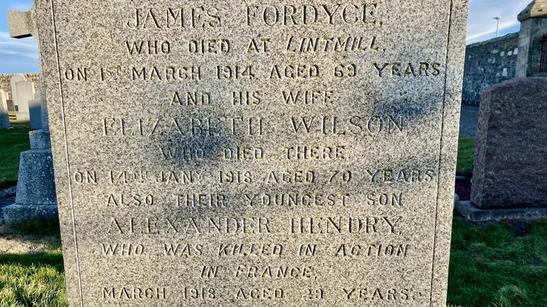 JAMES FORDYCE,
WHO DIED AT LINTMILL,
ON 1ST MARCH 1914 AGED 69 YEARS
AND HIS WIFE
ELIZABETH WILSON,
WHO DIED THERE
ON 14TH JANY 1918 AGED 70 YEARS
ALSO THEIR YOUNGEST SON
ALEXANDER HENDRY,
WHO WAS KILLED IN ACTION
IN FRANCE,
MARCH 1918 AGED YEARS.